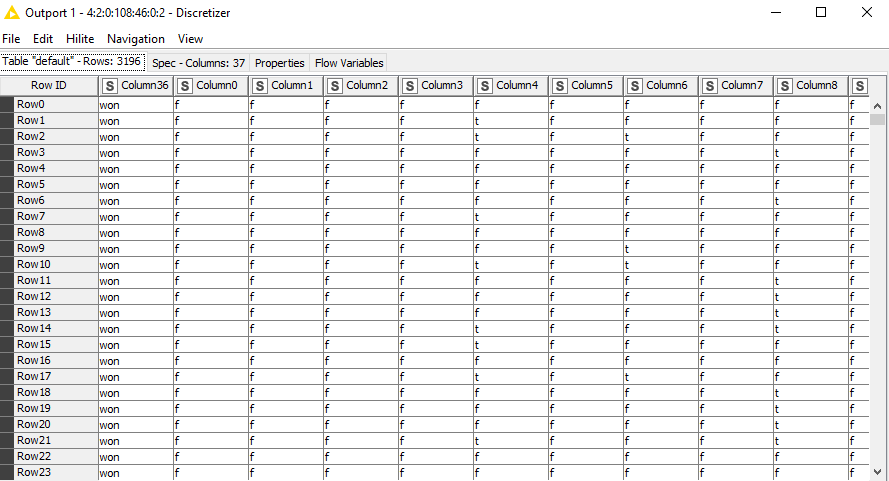 Outport 1 - 4:2:0:108:46:0:2 - Discretizer
File Edit Hilite Navigation View
Table "default" - Rows: 3196 Spec - Columns: 37 Properties Flow Variables
Row ID S Column36 S Column0 S Column1 S Column2 S Column3 S Column4 S Column5 S Column6 S Column7 S Column8 S
Row0 won f f f f f f f f f f
Row1 won f f f f t f f f f f
Row2 won f f f f t f t f f f
Row3 won f f f f f f f f t f
Row4 won f f f f f f f f f f
Row5 won f f f f f f f f f f
Row6 won f f f f f f f f t f
Row7 won f f f f t f f f f f
Row8 won f f f f f f f f f f
Row9 won f f f f f f t f f f
Row10 won f f f f t f t f f f
Row11 won f f f f f f f f t f
Row12 won f f f f f f f f t f
Row13 won f f f f f f f f t f
Row14 won f f f f t f f f t f
Row15 won f f f f t f f f t f
Row16 won f f f f f f f f f f
Row17 won f f f f t f t f f f
Row18 won f f f f f f f f t f
Row19 won f f f f f f f f t f
Row20 won f f f f f f f f t f
Row21 won f f f f t f f f t f
Row22 won f f f f f f f f f f
Row23 won f f f f f f f f f f